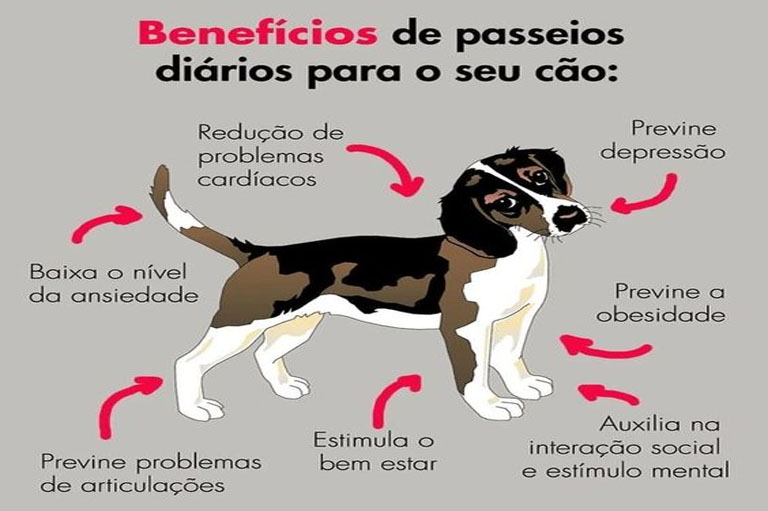 Benefícios de passeios
diários para o seu cão:
Redução de
problemas
cardíacos
Previne
depressão
Baixa o nível
da ansiedade
Previne a
obesidade
Previne problemas
de articulações
Estimula o
bem estar
Auxilia na
interação social
e estímulo mental